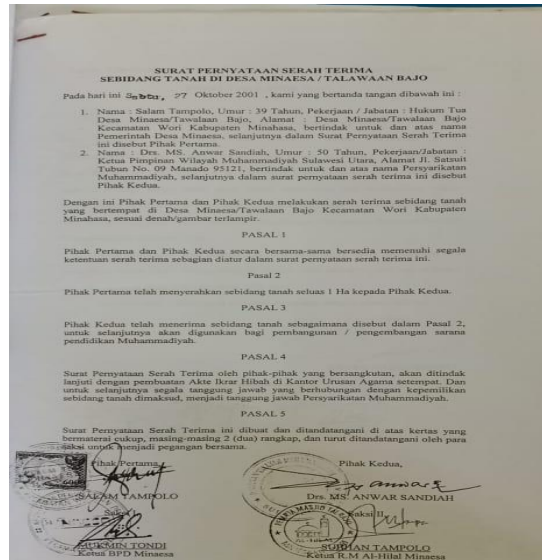 SURAT PERNYATAAN SERAH TERIMA
SEBIDANG TANAH DI DESA MINAESA / TALAWAAN BAJO
Pada hari ini Sabtu, 27 Oktober 2001 , kami yang bertanda tangan dibawah ini :
1. Nama : Salam Tampolo, Umur : 39 Tahun, Pekerjaan / Jabatan : Hukum Tua
Desa Minaesa/Tawalaan Bajo, Alamat : Desa Minaesa/Tawalaan Bajo
Kecamatan Wori Kabupaten Minahasa, bertindak untuk dan atas nama
Pemerintah Desa Minaesa, selanjutnya dalam Surat Pernyataan Serah Terima
ini disebut Pihak Pertama.
2. Nama : Drs. MS. Anwar Sandiah, Umur : 50 Tahun, Pekerjaan/Jabatan :
Ketua Pimpinan Wilayah Muhammadiyah Sulawesi Utara, Alamat Jl. Satsuit
Tubun No. 09 Manado 95121, bertindak untuk dan atas nama Persyarikatan
Muhammadiyah, selanjutnya dalam surat pernyataan serah terima ini disebut
Pihak Kedua.
Dengan ini Pihak Pertama dan Pihak Kedua melakukan serah terima sebidang tanah
yang bertempat di Desa Minaesa/Tawalaan Bajo Kecamatan Wori Kabupaten
Minahasa, sesuai denah/gambar terlampir.
PASAL 1
Pihak Pertama dan Pihak Kedua secara bersama-sama bersedia memenuhi segala
ketentuan serah terima sebagian diatur dalam surat pernyataan serah terima ini.
Pasal 2
Pihak Pertama telah menyerahkan sebidang tanah seluas 1 Ha kepada Pihak Kedua.
PASAL 3
Pihak Kedua telah menerima sebidang tanah sebagaimana disebut dalam Pasal 2,
untuk selanjutnya akan digunakan bagi pembangunan / pengembangan sarana
pendidikan Muhammadiyah.
PASAL 4
Surat Pernyataan Serah Terima oleh pihak-pihak yang bersangkutan, akan ditindak
lanjuti dengan pembuatan Akte Ikrar Hibah di Kantor Urusan Agama setempat. Dan
untuk selanjutnya segala tanggung jawab yang berhubungan dengan kepemilikan
sebidang tanah dimaksud, menjadi tanggung jawab Persyarikatan Muhammadiyah.
PASAL 5
Surat Pernyataan Serah Terima ini dibuat dan ditandatangani di atas kertas yang
bermaterai cukup, masing-masing 2 (dua) rangkap, dan turut ditandatangani oleh para
saksi untuk menjadi pegangan bersama.
Pihak Pertama, Pihak Kedua,
SALAM TAMPOLO Drs. MS. ANWAR SANDIAH
Saksi I Saksi II
MUKMIN TONDI SUDMAN TAMPOLO
Ketua BPD Minaesa Ketua R.M Al-Hilal Minaesa